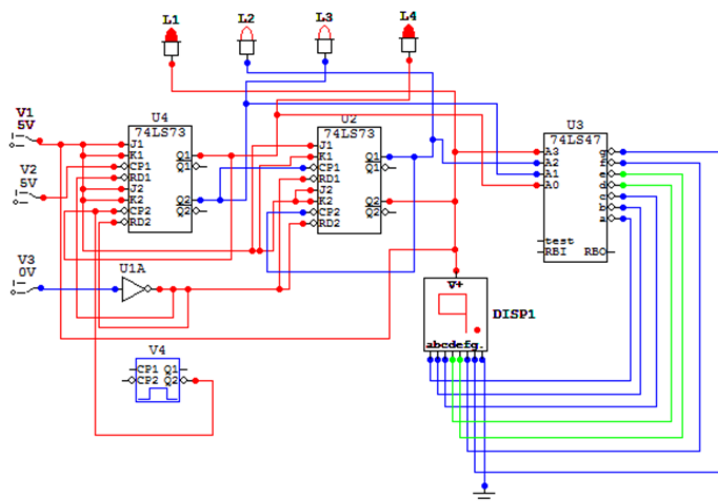 L1 L2 L3 L4
V1
5V
V2
5V
V3
0V
U4
74LS73
J1 Q1
K1 Q1
CP1
RD1
J2
K2 Q2
CP2 Q2
RD2
U2
74LS73
J1
K1 Q1
CP1 Q1
RD1
J2
K2 Q2
CP2 Q2
RD2
U3
74LS47
A3 g
A2 f
A1 e
A0 d
c
b
a
test
RBI RBO
U1A
V+
abcdefg.
DISP1
V4
CP1 Q1
CP2 Q2